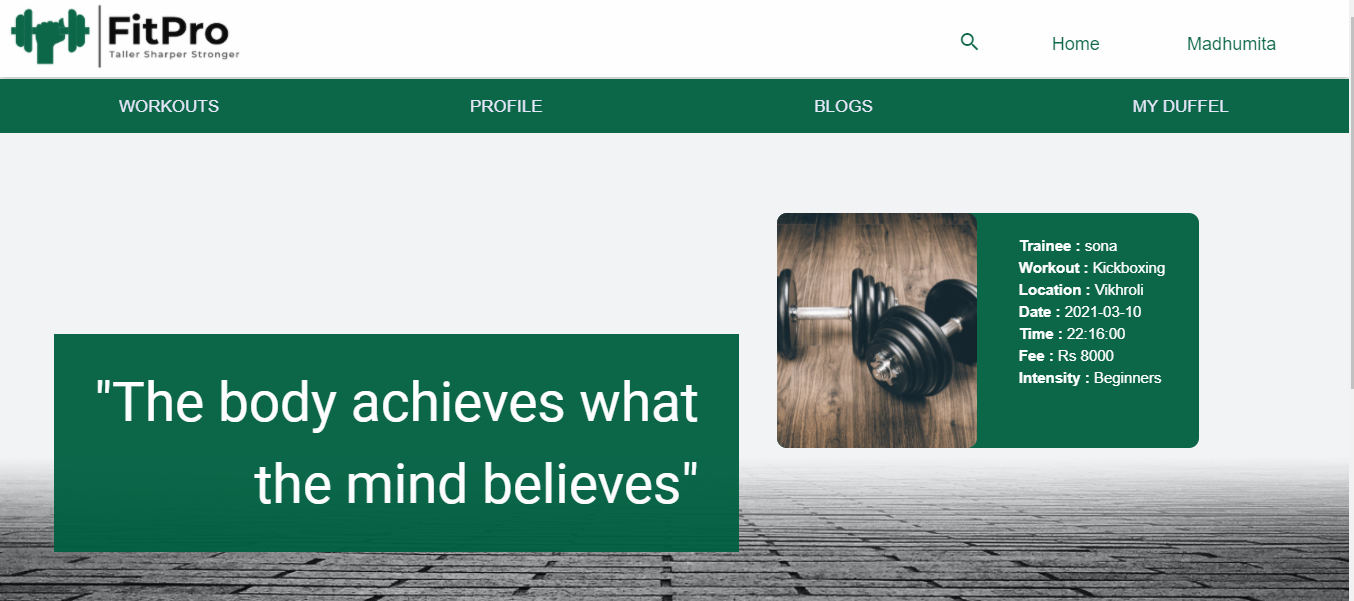 FitPro
Taller Sharper Stronger
Home
Madhumita
WORKOUTS
PROFILE
BLOGS
MY DUFFEL
Trainee : sona
Workout : Kickboxing
Location : Vikhroli
Date : 2021-03-10
Time : 22:16:00
Fee : Rs 8000
Intensity : Beginners
"The body achieves what
the mind believes"